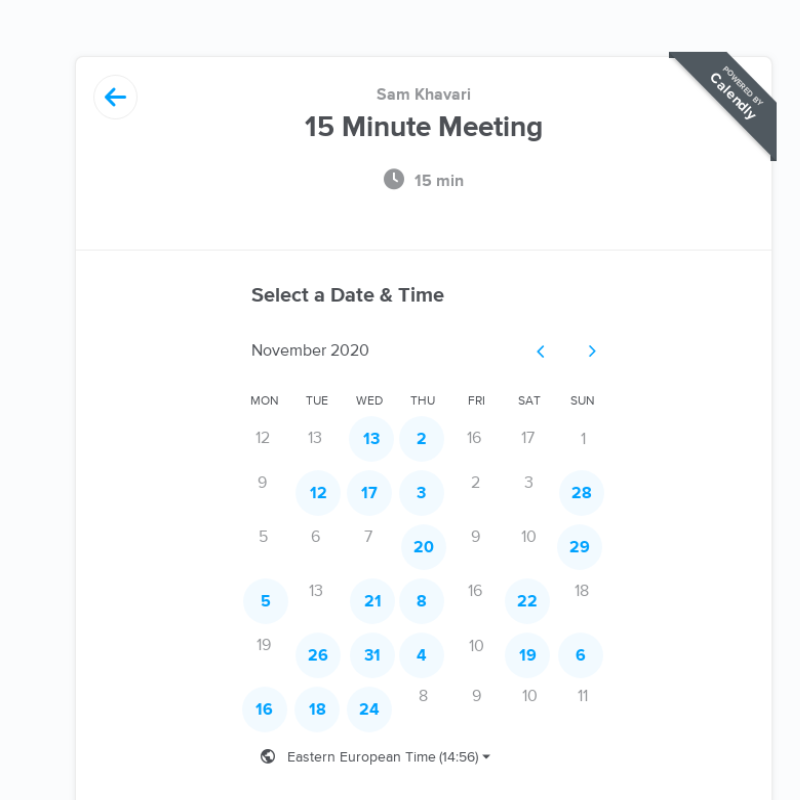 POWERED BY
Calendly
Sam Khavari
15 Minute Meeting
15 min
Select a Date & Time
November 2020
MON TUE WED THU FRI SAT SUN
12 13 13 2 16 17 1
9 12 17 3 2 3 28
5 6 7 20 9 10 29
5 13 21 8 16 22 18
19 26 31 4 10 19 6
16 18 24 8 9 10 11
Eastern European Time (14:56)